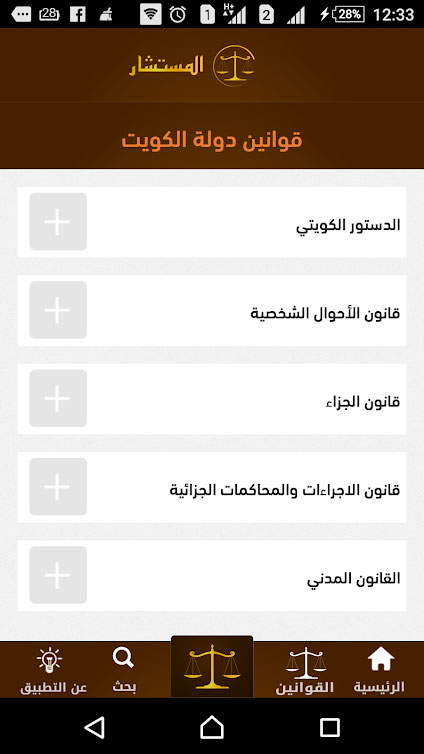 (28) 1 H+ 2 28% 12:33
المستشار
قوانين دولة الكويت
الدستور الكويتي
قانون الأحوال الشخصية
قانون الجزاء
قانون الاجراءات والمحاكمات الجزائية
القانون المدني
الرئيسية القوانين بحث عن التطبيق